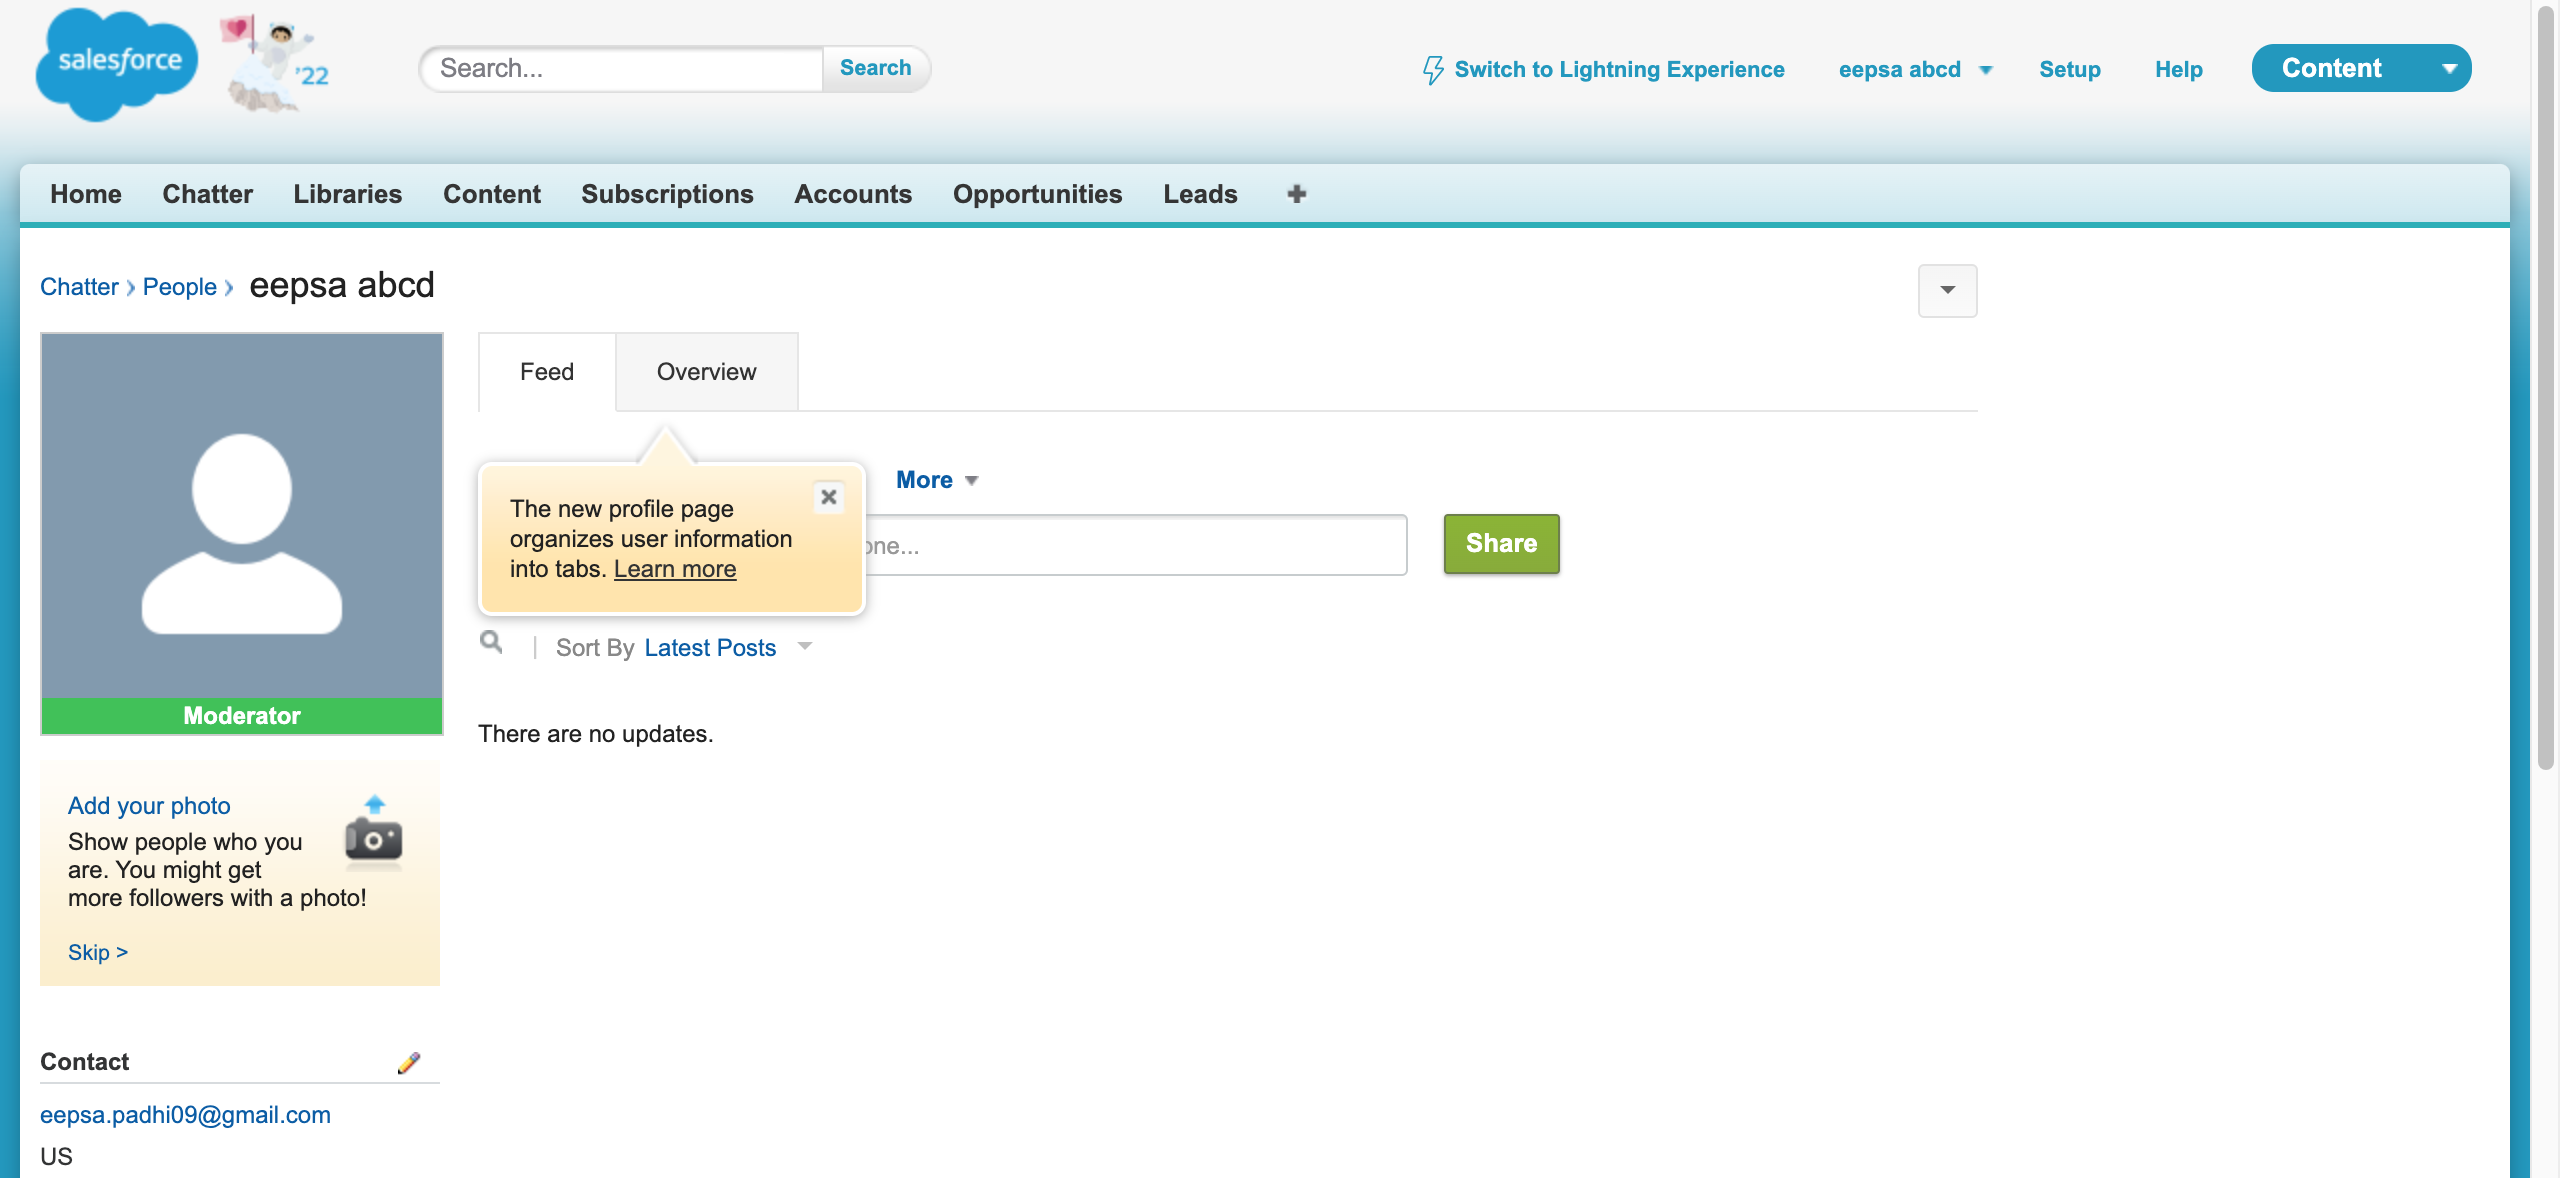 salesforce
'22
Search...
Search
Switch to Lightning Experience
eepsa abcd
Setup
Help
Content
Home
Chatter
Libraries
Content
Subscriptions
Accounts
Opportunities
Leads
Chatter
People
eepsa abcd
Feed
Overview
More
The new profile page
organizes user information
into tabs. Learn more
one...
Share
Sort By Latest Posts
There are no updates.
Moderator
Add your photo
Show people who you
are. You might get
more followers with a photo!
Skip >
Contact
eepsa.padhi09@gmail.com
US